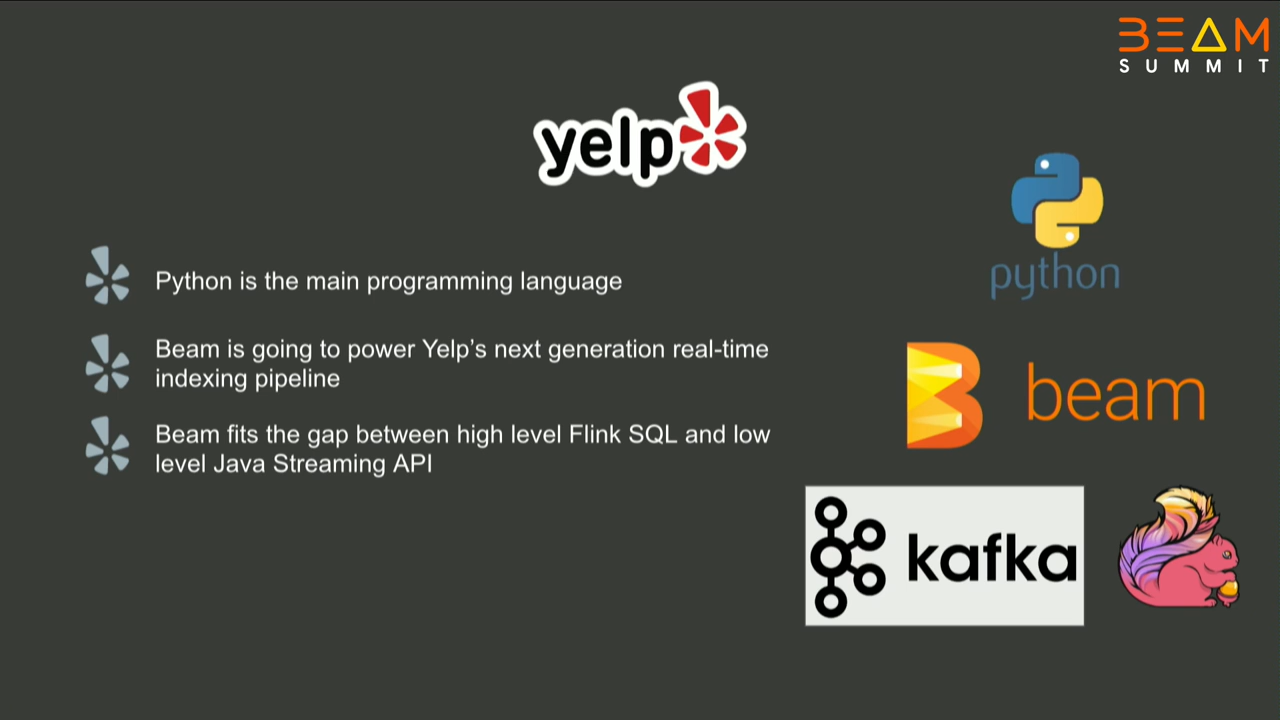 BEAM
SUMMIT
yelp
Python is the main programming language
Beam is going to power Yelp’s next generation real-time
indexing pipeline
Beam fits the gap between high level Flink SQL and low
level Java Streaming API
python
beam
kafka